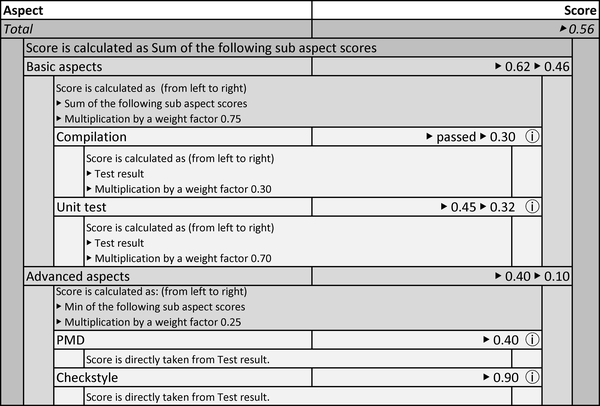 Aspect Score
Total ▸ 0.56
Score is calculated as Sum of the following sub aspect scores
Basic aspects ▸ 0.62 ▸ 0.46
Score is calculated as (from left to right)
▸ Sum of the following sub aspect scores
▸ Multiplication by a weight factor 0.75
Compilation ▸ passed ▸ 0.30 ⓘ
Score is calculated as (from left to right)
▸ Test result
▸ Multiplication by a weight factor 0.30
Unit test ▸ 0.45 ▸ 0.32 ⓘ
Score is calculated as (from left to right)
▸ Test result
▸ Multiplication by a weight factor 0.70
Advanced aspects ▸ 0.40 ▸ 0.10
Score is calculated as: (from left to right)
▸ Min of the following sub aspect scores
▸ Multiplication by a weight factor 0.25
PMD ▸ 0.40 ⓘ
Score is directly taken from Test result.
Checkstyle ▸ 0.90 ⓘ
Score is directly taken from Test result.